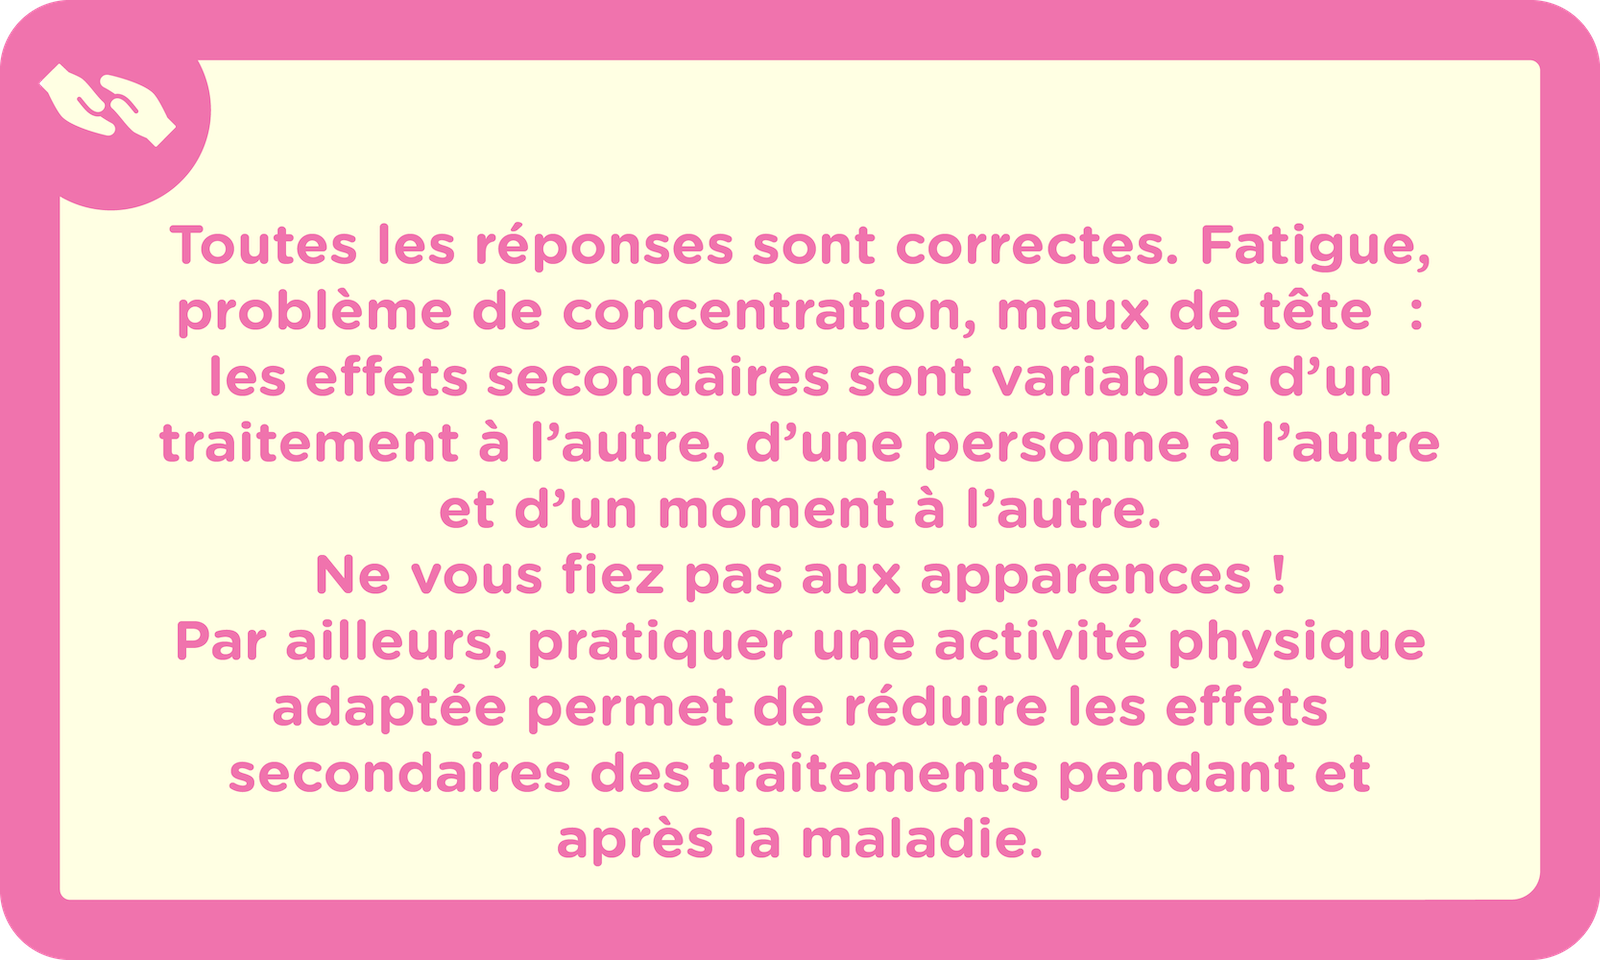 Toutes les réponses sont correctes. Fatigue,
problème de concentration, maux de tête  :
les effets secondaires sont variables d’un
traitement à l’autre, d’une personne à l’autre
et d’un moment à l’autre.
Ne vous fiez pas aux apparences !
Par ailleurs, pratiquer une activité physique
adaptée permet de réduire les effets
secondaires des traitements pendant et
après la maladie.